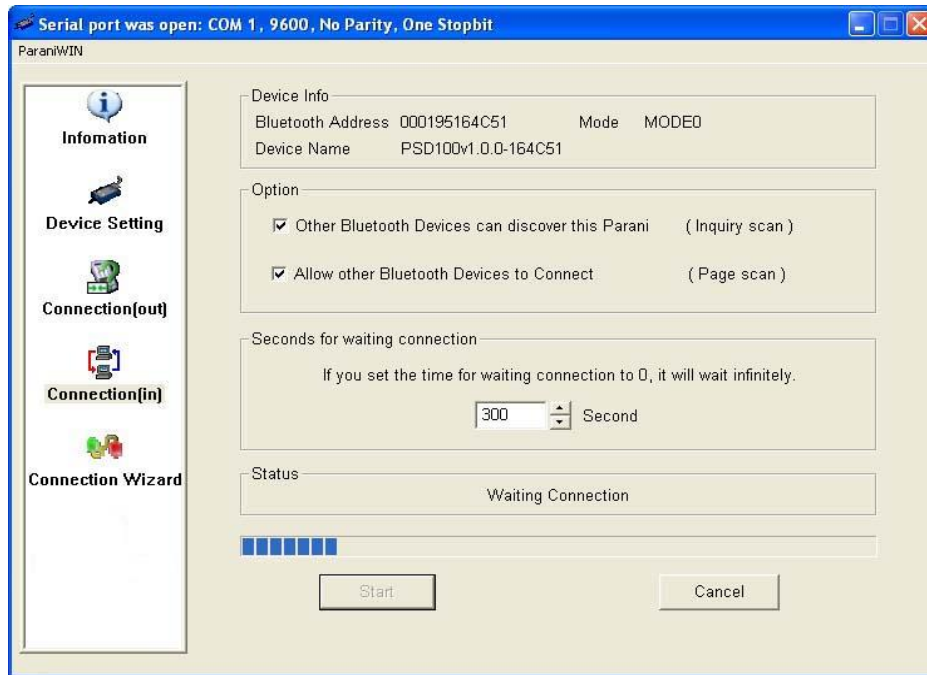 Serial port was open: COM 1, 9600, No Parity, One Stopbit
ParaniWIN
Infomation
Device Setting
Connection(out)
Connection(in)
Connection Wizard
Device Info
Bluetooth Address 000195164C51 Mode MODE0
Device Name PSD100v1.0.0-164C51
Option
Other Bluetooth Devices can discover this Parani ( Inquiry scan )
Allow other Bluetooth Devices to Connect ( Page scan )
Seconds for waiting connection
If you set the time for waiting connection to 0, it will wait infinitely.
300 Second
Status
Waiting Connection
Start Cancel